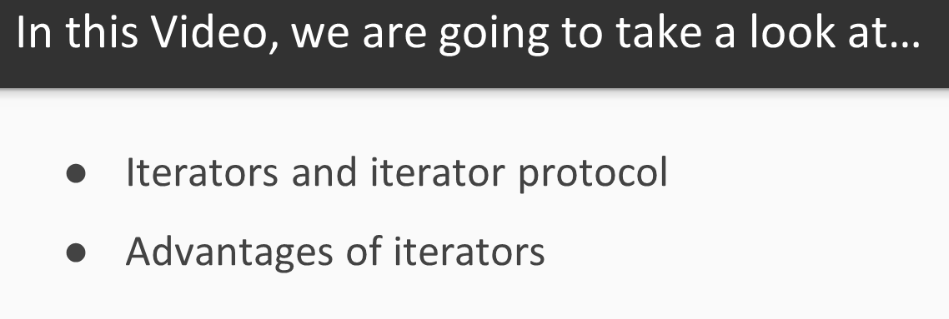 In this Video, we are going to take a look at...
● Iterators and iterator protocol
● Advantages of iterators